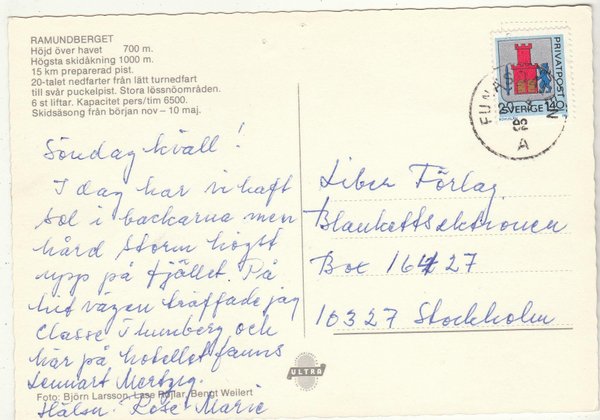 RAMUNDBERGET
Höjd över havet 700 m.
Högsta skidåkning 1000 m.
15 km preparerad pist.
20-talet nedfarter från lätt turnedfart
till svår puckelpist. Stora lössnöområden.
6 st liftar. Kapacitet pers/tim 6500.
Skidsäsong från början nov – 10 maj.
Söndag kväll!
I dag har vi haft
sol i backarna men
hård storm högst
upp på fjället. På
hitvägen träffade jag
Classe Thunberg och
här på hotellet fanns
Lennart Mertzig.
Foto: Björn Larsson, Lase Rajlar, Bengt Weilert
Hälsn. Rose-Marie
PRIVATPOST
SVERIGE 140
FUNÄSDALEN
A
Liber Förlag
Blankettsektionen
Box 16427
10327 Stockholm
ULTRA